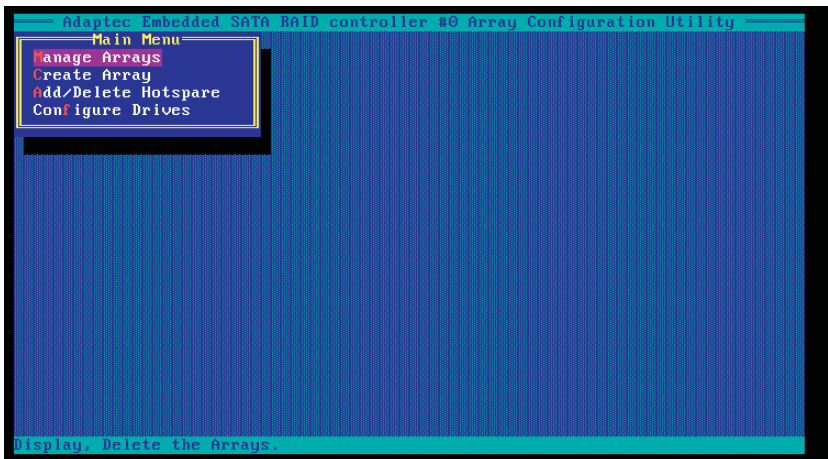 Adaptec Embedded SATA RAID controller #0 Array Configuration Utility
Main Menu
Manage Arrays
Create Array
Add/Delete Hotspare
Configure Drives
Display, Delete the Arrays.